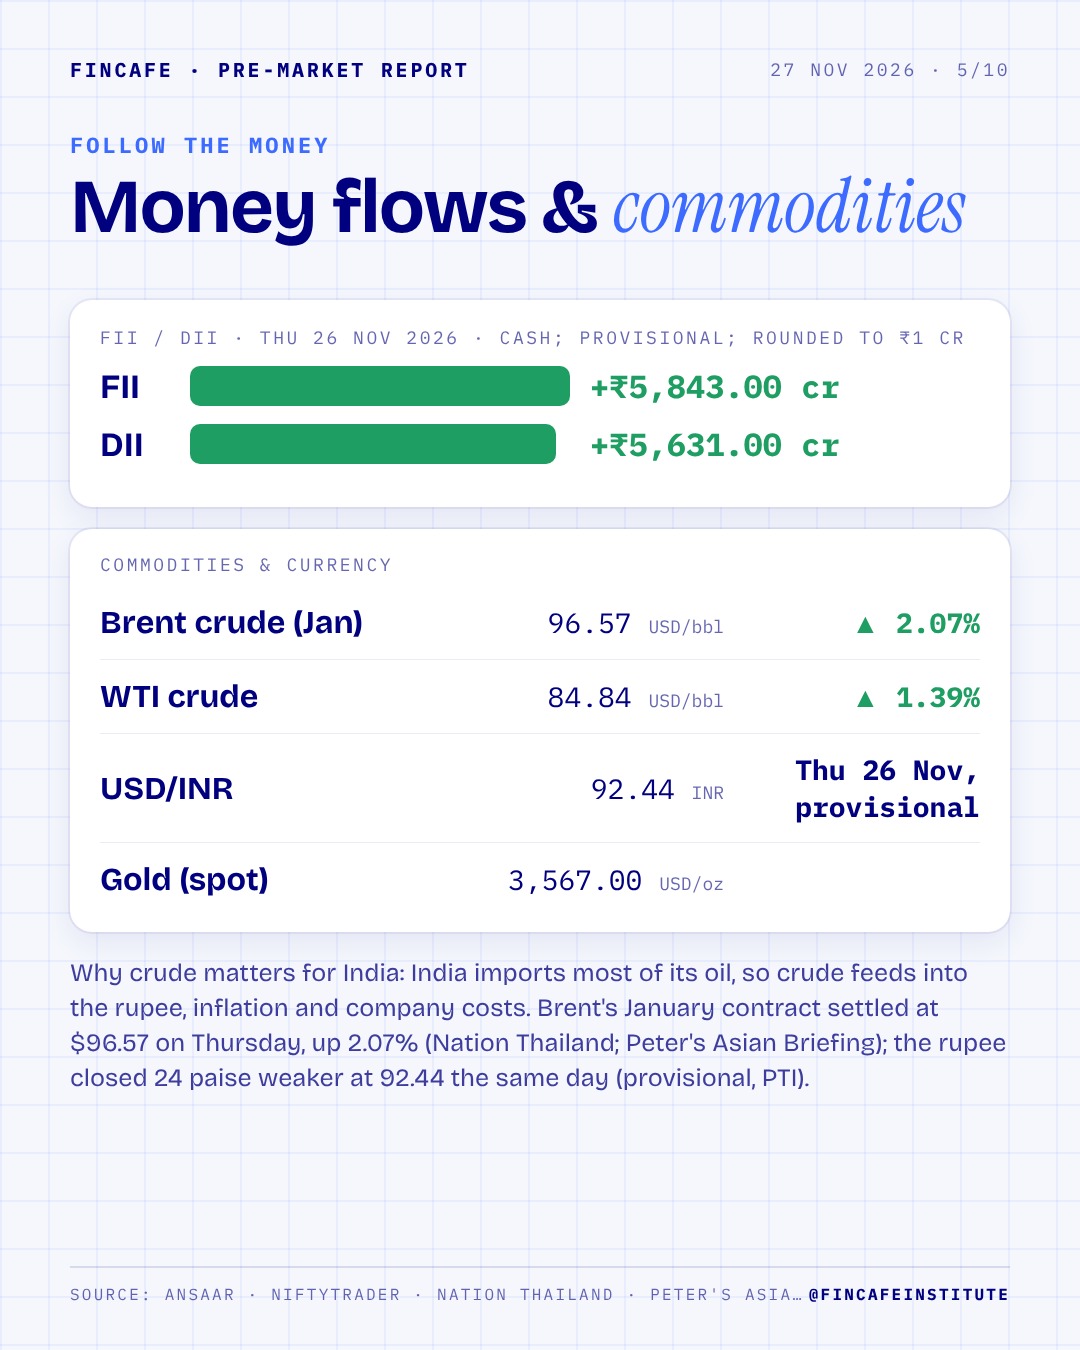 FINCAFE · PRE-MARKET REPORT
27 NOV 2026 · 5/10
FOLLOW THE MONEY
Money flows & commodities
FII / DII · THU 26 NOV 2026 · CASH; PROVISIONAL; ROUNDED TO ₹1 CR
FII +₹5,843.00 cr
DII +₹5,631.00 cr
COMMODITIES & CURRENCY
Brent crude (Jan) 96.57 USD/bbl ▲ 2.07%
WTI crude 84.84 USD/bbl ▲ 1.39%
USD/INR 92.44 INR Thu 26 Nov,
provisional
Gold (spot) 3,567.00 USD/oz
Why crude matters for India: India imports most of its oil, so crude feeds into
the rupee, inflation and company costs. Brent's January contract settled at
$96.57 on Thursday, up 2.07% (Nation Thailand; Peter's Asian Briefing); the rupee
closed 24 paise weaker at 92.44 the same day (provisional, PTI).
SOURCE: ANSAAR · NIFTYTRADER · NATION THAILAND · PETER'S ASIA… @FINCAFEINSTITUTE